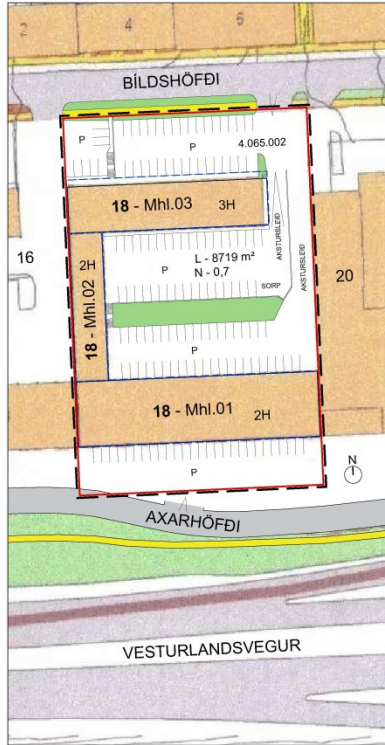 2
4
6
BÍLDSHÖFÐI
P
P
4.065.002
18 - Mhl.03
3H
16
2H
18 - Mhl.02
P
L - 8719 m²
N - 0,7
AKSTURSLEIÐ
AKSTURSLEIÐ
SORP
20
P
18 - Mhl.01
2H
P
N
AXARHÖFÐI
VESTURLANDSVEGUR